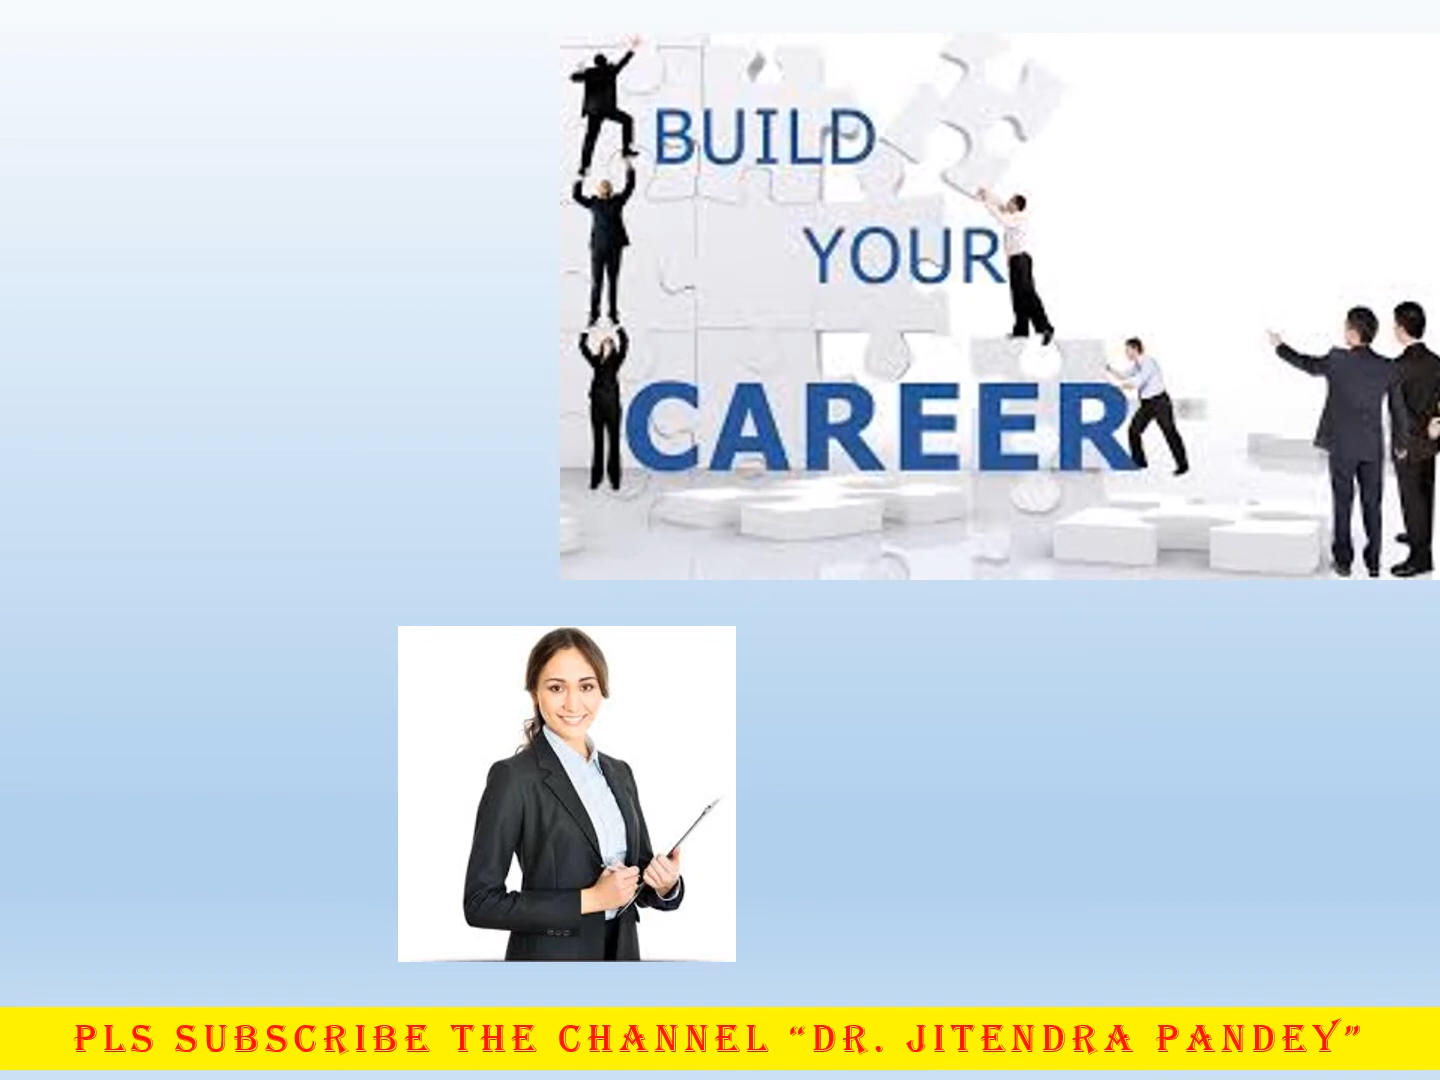 BUILD
YOUR
CAREER
PLS SUBSCRIBE THE CHANNEL “DR. JITENDRA PANDEY”